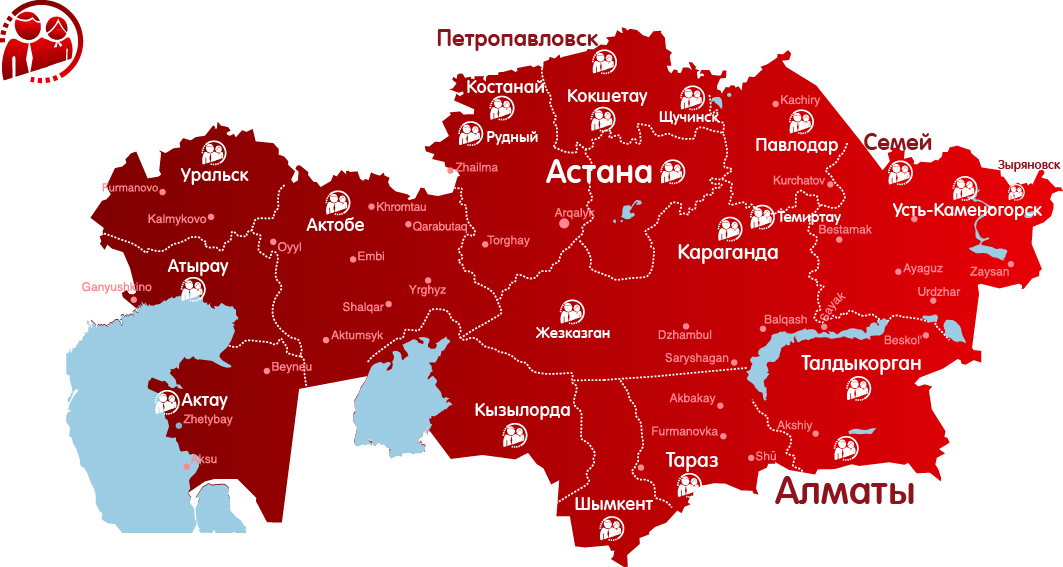 Петропавловск
Костанай
Кокшетау
Щучинск
Рудный
Kachiry
Павлодар
Семей
Зыряновск
Уральск
Zhailma
Астана
Kurchatov
Furmanovo
Kalmykovo
Актобе
Khromtau
Qarabutaq
Arqalyk
Темиртау
Усть-Каменогорск
Bestamak
Oyyl
Embi
Torghay
Караганда
Атырау
Ayaguz
Zaysan
Ganyushkino
Yrghyz
Urdzhar
Shalqar
Жезказган
Balqash
Sayak
Aktumsyk
Dzhambul
Beskol'
Saryshagan
Beyneu
Талдыкорган
Актау
Кызылорда
Akbakay
Zhetybay
Furmanovka
Akshiy
Aksu
Тараз
Shū
Алматы
Шымкент